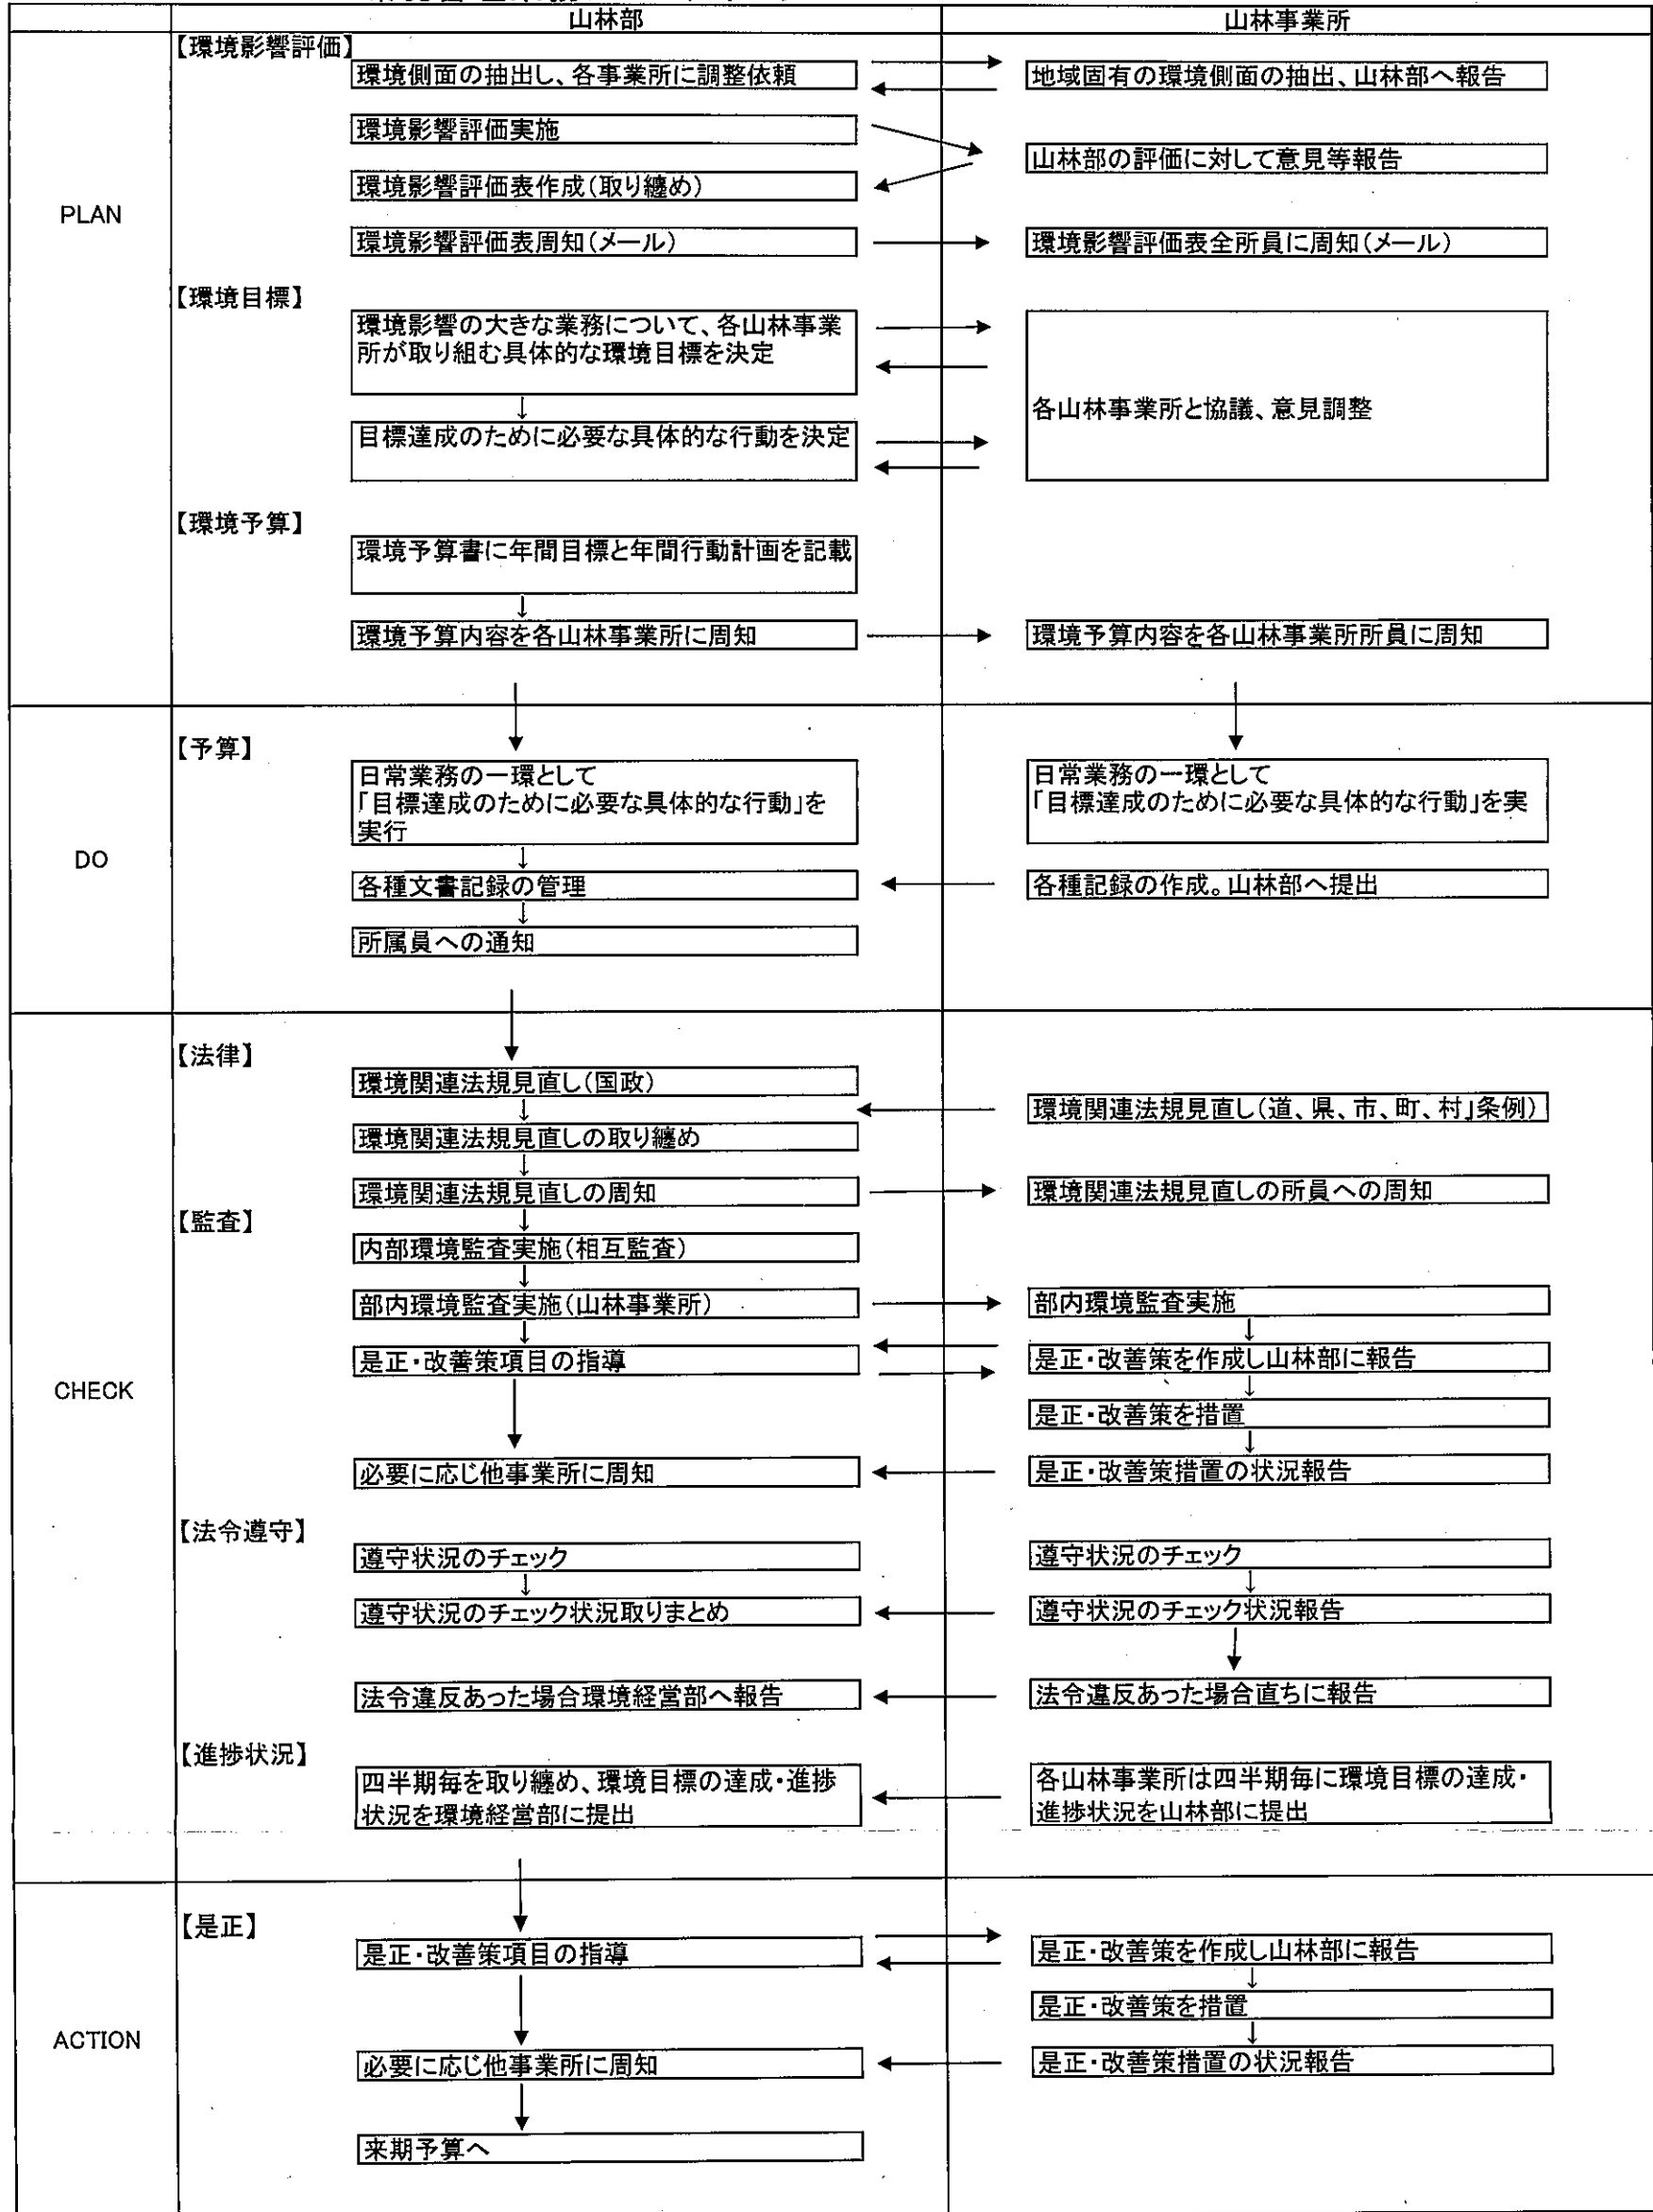 山林部
山林事業所
PLAN
【環境影響評価】
環境側面の抽出し、各事業所に調整依頼
地域固有の環境側面の抽出、山林部へ報告
環境影響評価実施
山林部の評価に対して意見等報告
環境影響評価表作成(取り纏め)
環境影響評価表周知(メール)
環境影響評価表全所員に周知(メール)
【環境目標】
環境影響の大きな業務について、各山林事業
所が取り組む具体的な環境目標を決定
各山林事業所と協議、意見調整
目標達成のために必要な具体的な行動を決定
【環境予算】
環境予算書に年間目標と年間行動計画を記載
環境予算内容を各山林事業所に周知
環境予算内容を各山林事業所所員に周知
DO
【予算】
日常業務の一環として
「目標達成のために必要な具体的な行動」を
実行
日常業務の一環として
「目標達成のために必要な具体的な行動」を実
各種文書記録の管理
各種記録の作成。山林部へ提出
所属員への通知
CHECK
【法律】
環境関連法規見直し(国政)
環境関連法規見直し(道、県、市、町、村」条例)
環境関連法規見直しの取り纏め
環境関連法規見直しの周知
環境関連法規見直しの所員への周知
【監査】
内部環境監査実施(相互監査)
部内環境監査実施(山林事業所)
部内環境監査実施
是正・改善策項目の指導
是正・改善策を作成し山林部に報告
是正・改善策を措置
必要に応じ他事業所に周知
是正・改善策措置の状況報告
【法令遵守】
遵守状況のチェック
遵守状況のチェック
遵守状況のチェック状況取りまとめ
遵守状況のチェック状況報告
法令違反あった場合環境経営部へ報告
法令違反あった場合直ちに報告
【進捗状況】
四半期毎を取り纏め、環境目標の達成・進捗
状況を環境経営部に提出
各山林事業所は四半期毎に環境目標の達成・
進捗状況を山林部に提出
ACTION
【是正】
是正・改善策項目の指導
是正・改善策を作成し山林部に報告
是正・改善策を措置
必要に応じ他事業所に周知
是正・改善策措置の状況報告
来期予算へ